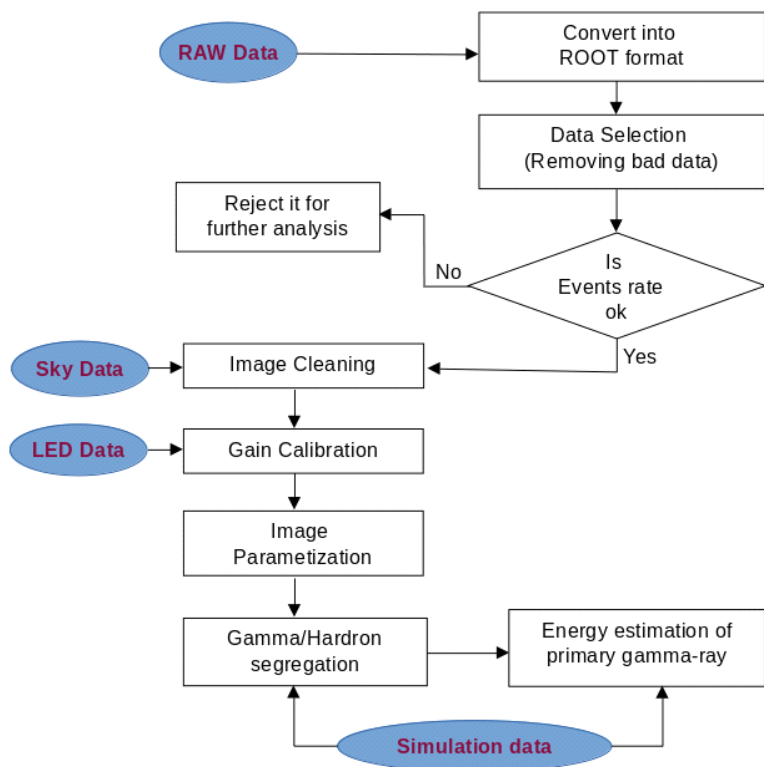 RAW Data
Convert into
ROOT format
Data Selection
(Removing bad data)
Reject it for
further analysis
No
Is
Events rate
ok
Yes
Sky Data
Image Cleaning
LED Data
Gain Calibration
Image
Parametization
Gamma/Hardron
segregation
Energy estimation of
primary gamma-ray
Simulation data